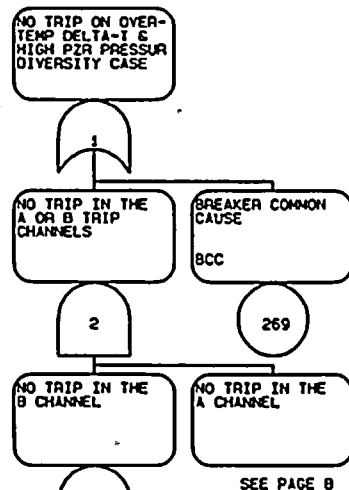 NO TRIP ON OVER-
TEMP DELTA-T &
HIGH PZR PRESSUR
DIVERSITY CASE
1
NO TRIP IN THE
A OR B TRIP
CHANNELS
BREAKER COMMON
CAUSE
BCC
2
269
NO TRIP IN THE
B CHANNEL
NO TRIP IN THE
A CHANNEL
SEE PAGE 8